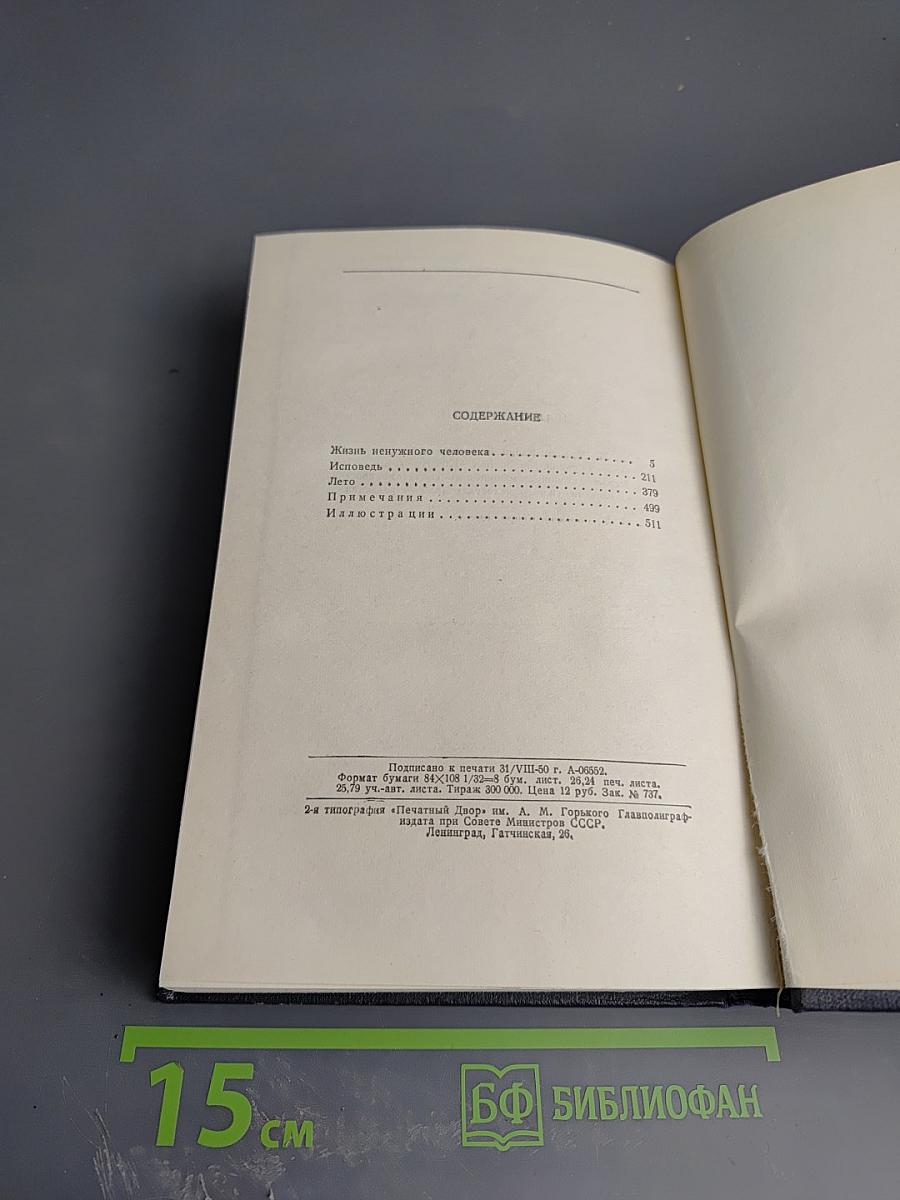 СОДЕРЖАНИЕ
Жизнь ненужного человека . . . . . . . . . . . . . . . . . 5
Исповедь . . . . . . . . . . . . . . . . . . . . . . . . . . . . . 211
Лето . . . . . . . . . . . . . . . . . . . . . . . . . . . . . . . . 379
Примечания . . . . . . . . . . . . . . . . . . . . . . . . 499
Иллюстрации . . . . . . . . . . . . . . . . . . . . . . . 511
Подписано к печати 31/VIII-50 г. А-06552.
Формат бумаги 84×108 1/32=8 бум. лист. 26,24 печ. листа.
25,79 уч.-авт. листа. Тираж 300 000. Цена 12 руб. Зак. № 737.
2-я типография «Печатный Двор» им. А. М. Горького Главполиграф-
издата при Совете Министров СССР.
Ленинград, Гатчинская, 26.
15 см
БФ БИБЛИОФАН